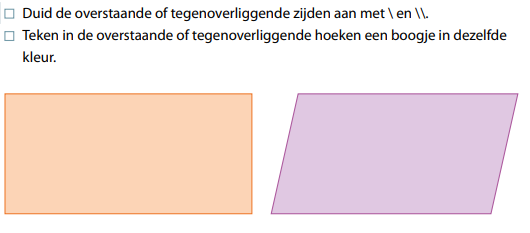 □ Duid de overstaande of tegenoverliggende zijden aan met \ en \\.
□ Teken in de overstaande of tegenoverliggende hoeken een boogje in dezelfde
kleur.